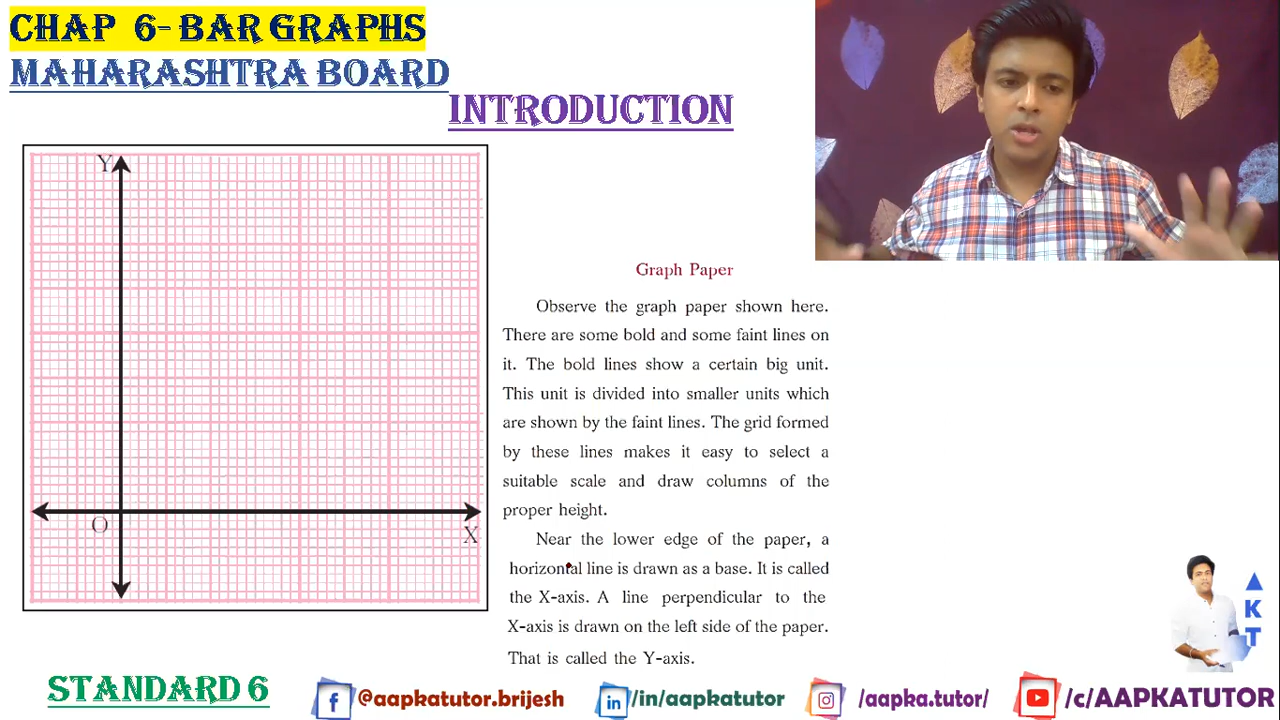 CHAP 6- BAR GRAPHS
MAHARASHTRA BOARD
INTRODUCTION
Y
O
X
Graph Paper
Observe the graph paper shown here.
There are some bold and some faint lines on
it. The bold lines show a certain big unit.
This unit is divided into smaller units which
are shown by the faint lines. The grid formed
by these lines makes it easy to select a
suitable scale and draw columns of the
proper height.
Near the lower edge of the paper, a
horizontal line is drawn as a base. It is called
the X-axis. A line perpendicular to the
X-axis is drawn on the left side of the paper.
That is called the Y-axis.
AKT
STANDARD 6
@aapkatutor.brijesh
/in/aapkatutor
/aapka.tutor/
/c/AAPKATUTOR